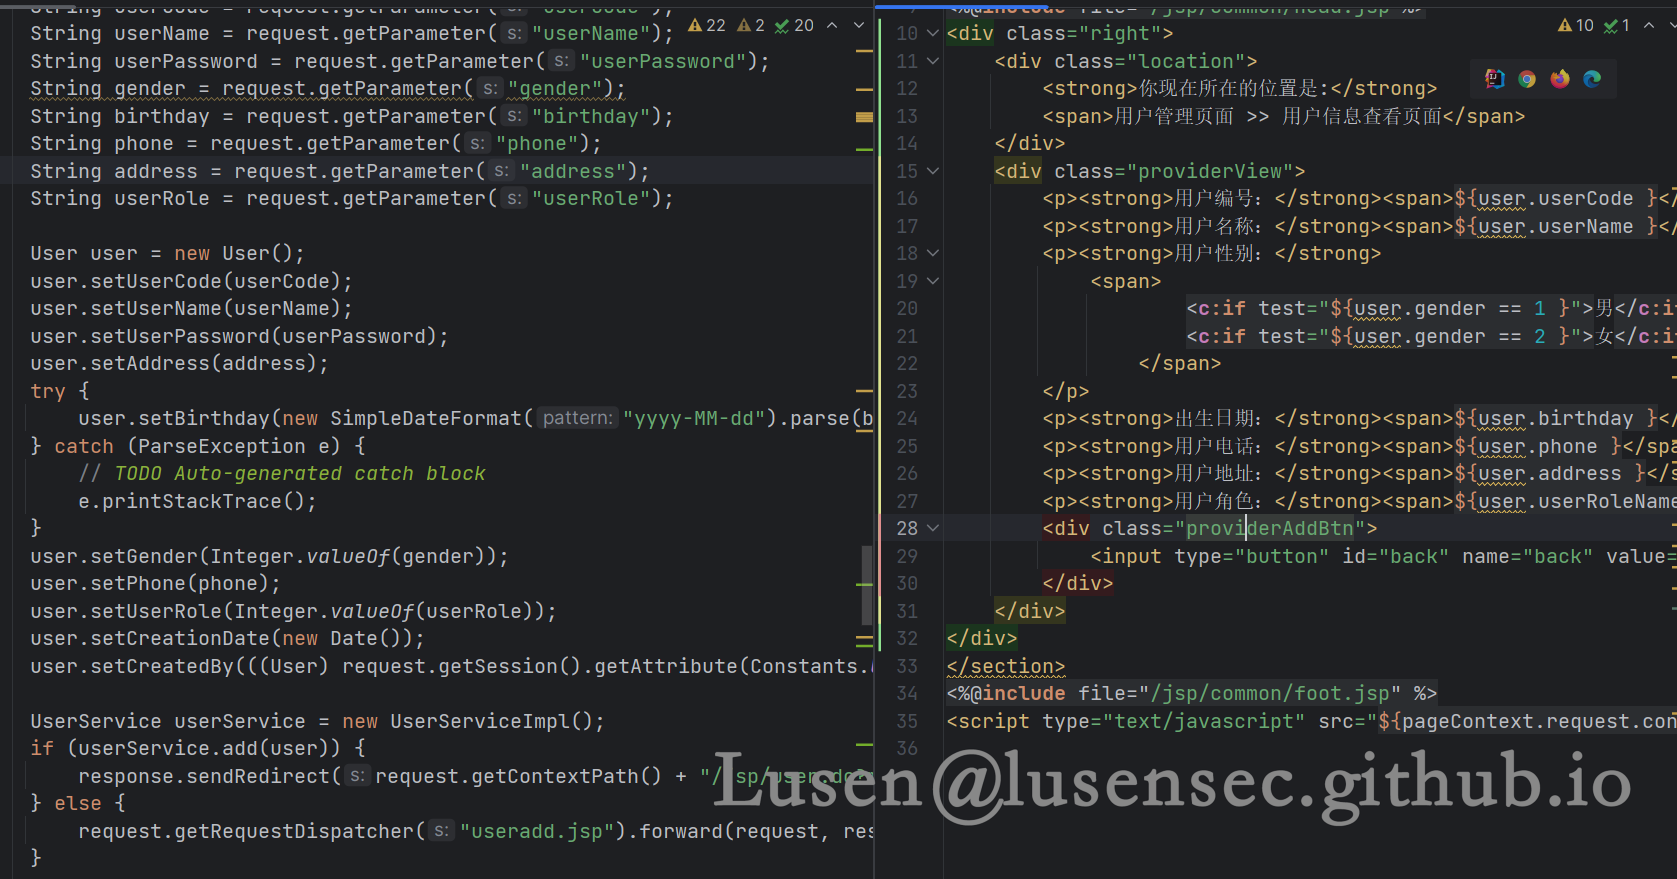 String userCode = request.getParameter( s: "userCode");
String userName = request.getParameter( s: "userName");
22 2 20
String userPassword = request.getParameter( s: "userPassword");
String gender = request.getParameter( s: "gender");
String birthday = request.getParameter( s: "birthday");
String phone = request.getParameter( s: "phone");
String address = request.getParameter( s: "address");
String userRole = request.getParameter( s: "userRole");
User user = new User();
user.setUserCode(userCode);
user.setUserName(userName);
user.setUserPassword(userPassword);
user.setAddress(address);
try {
user.setBirthday(new SimpleDateFormat( pattern: "yyyy-MM-dd").parse(b
} catch (ParseException e) {
// TODO Auto-generated catch block
e.printStackTrace();
}
user.setGender(Integer.valueOf(gender));
user.setPhone(phone);
user.setUserRole(Integer.valueOf(userRole));
user.setCreationDate(new Date());
user.setCreatedBy(((User) request.getSession().getAttribute(Constants.
UserService userService = new UserServiceImpl();
if (userService.add(user)) {
response.sendRedirect( s: request.getContextPath() + "/jsp/user.do?
} else {
request.getRequestDispatcher( s: "useradd.jsp").forward(request, res
}
9 <%@include file="/jsp/common/head.jsp" %>
10 <div class="right">
10 1
11 <div class="location">
12 <strong>你现在所在的位置是:</strong>
13 <span>用户管理页面 >> 用户信息查看页面</span>
14 </div>
15 <div class="providerView">
16 <p><strong>用户编号：</strong><span>${user.userCode }</
17 <p><strong>用户名称：</strong><span>${user.userName }</
18 <p><strong>用户性别：</strong>
19 <span>
20 <c:if test="${user.gender == 1 }">男</c:if
21 <c:if test="${user.gender == 2 }">女</c:if
22 </span>
23 </p>
24 <p><strong>出生日期：</strong><span>${user.birthday }</
25 <p><strong>用户电话：</strong><span>${user.phone }</spa
26 <p><strong>用户地址：</strong><span>${user.address }</s
27 <p><strong>用户角色：</strong><span>${user.userRoleName
28 <div class="providerAddBtn">
29 <input type="button" id="back" name="back" value=
30 </div>
31 </div>
32 </div>
33 </section>
34 <%@include file="/jsp/common/foot.jsp" %>
35 <script type="text/javascript" src="${pageContext.request.con
36
Lusen@lusensec.github.io